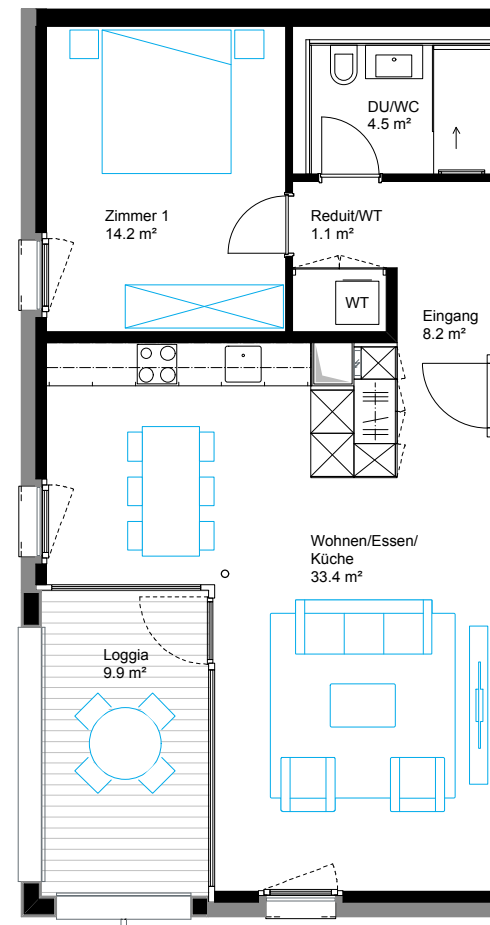 DU/WC
4.5 m²
Zimmer 1
14.2 m²
Reduit/WT
1.1 m²
WT
Eingang
8.2 m²
Wohnen/Essen/
Küche
33.4 m²
Loggia
9.9 m²